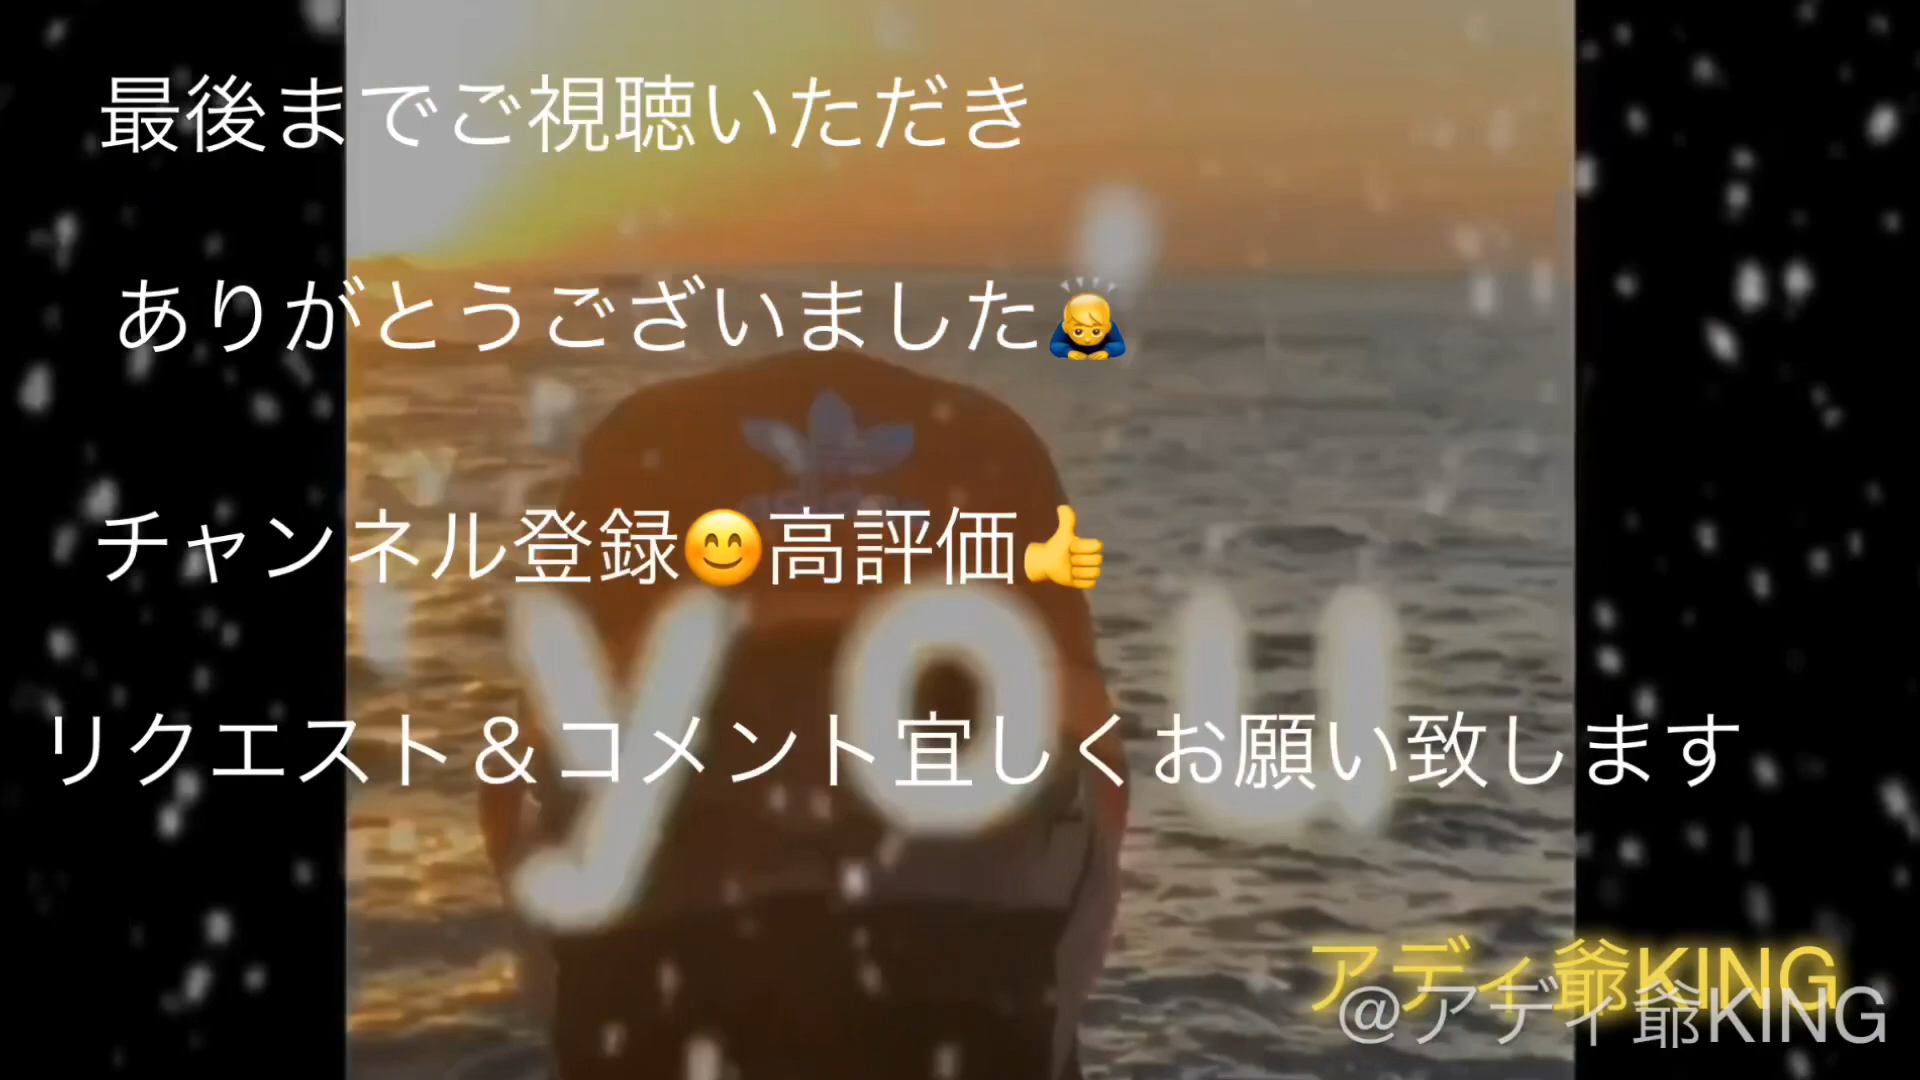 最後までご視聴いただき
ありがとうございました🙇
チャンネル登録😊高評価👍
you
リクエスト＆コメント宜しくお願い致します
アディ爺KING
@アディ爺KING